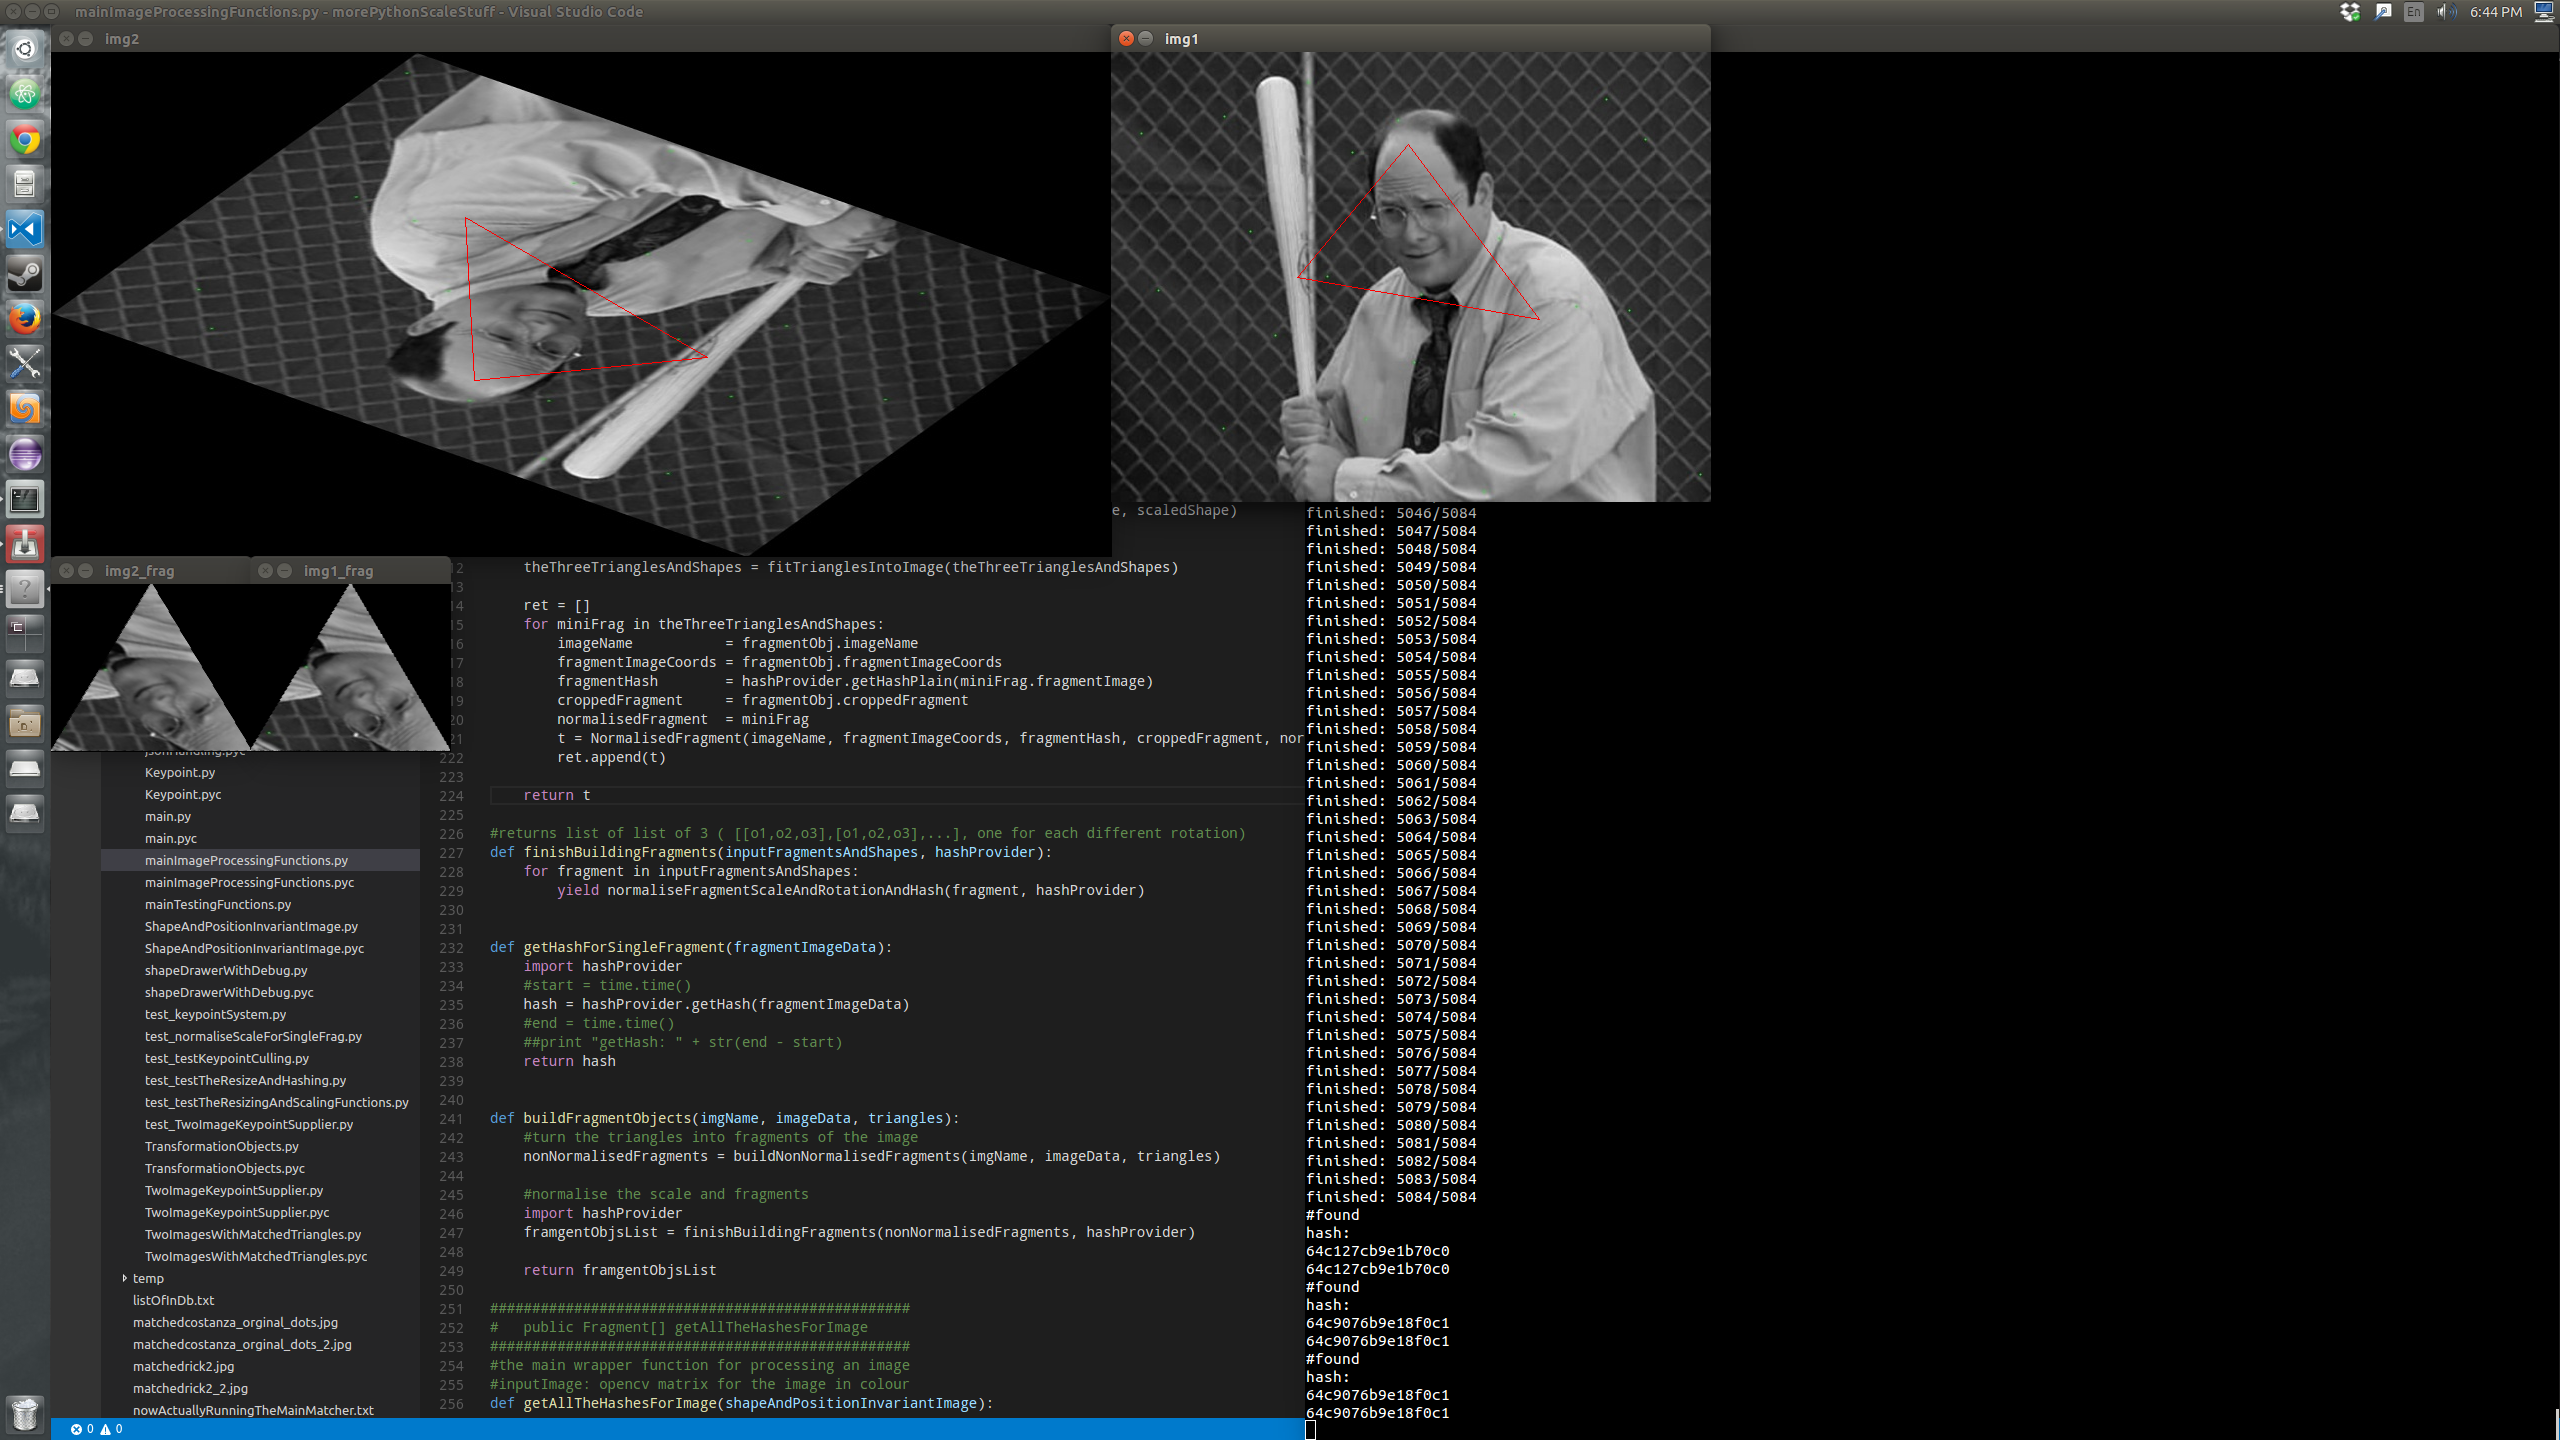 mainImageProcessingFunctions.py - morePythonScaleStuff - Visual Studio Code
En
6:44 PM
img2
img1
img2_frag
img1_frag
e, scaledShape)
12 theThreeTrianglesAndShapes = fitTrianglesIntoImage(theThreeTrianglesAndShapes)
13
14 ret = []
15 for miniFrag in theThreeTrianglesAndShapes:
16 imageName = fragmentObj.imageName
17 fragmentImageCoords = fragmentObj.fragmentImageCoords
18 fragmentHash = hashProvider.getHashPlain(miniFrag.fragmentImage)
19 croppedFragment = fragmentObj.croppedFragment
20 normalisedFragment = miniFrag
21 t = NormalisedFragment(imageName, fragmentImageCoords, fragmentHash, croppedFragment, nor
222 ret.append(t)
223
224 return t
225
226 #returns list of list of 3 ( [[o1,o2,o3],[o1,o2,o3],...], one for each different rotation)
227 def finishBuildingFragments(inputFragmentsAndShapes, hashProvider):
228 for fragment in inputFragmentsAndShapes:
229 yield normaliseFragmentScaleAndRotationAndHash(fragment, hashProvider)
230
231
232 def getHashForSingleFragment(fragmentImageData):
233 import hashProvider
234 #start = time.time()
235 hash = hashProvider.getHash(fragmentImageData)
236 #end = time.time()
237 ##print "getHash: " + str(end - start)
238 return hash
239
240
241 def buildFragmentObjects(imgName, imageData, triangles):
242 #turn the triangles into fragments of the image
243 nonNormalisedFragments = buildNonNormalisedFragments(imgName, imageData, triangles)
244
245 #normalise the scale and fragments
246 import hashProvider
247 framgentObjsList = finishBuildingFragments(nonNormalisedFragments, hashProvider)
248
249 return framgentObjsList
250
251 ##################################################
252 #   public Fragment[] getAllTheHashesForImage
253 ##################################################
254 #the main wrapper function for processing an image
255 #inputImage: opencv matrix for the image in colour
256 def getAllTheHashesForImage(shapeAndPositionInvariantImage):
jsonHandling.pyc
Keypoint.py
Keypoint.pyc
main.py
main.pyc
mainImageProcessingFunctions.py
mainImageProcessingFunctions.pyc
mainTestingFunctions.py
ShapeAndPositionInvariantImage.py
ShapeAndPositionInvariantImage.pyc
shapeDrawerWithDebug.py
shapeDrawerWithDebug.pyc
test_keypointSystem.py
test_normaliseScaleForSingleFrag.py
test_testKeypointCulling.py
test_testTheResizeAndHashing.py
test_testTheResizingAndScalingFunctions.py
test_TwoImageKeypointSupplier.py
TransformationObjects.py
TransformationObjects.pyc
TwoImageKeypointSupplier.py
TwoImageKeypointSupplier.pyc
TwoImagesWithMatchedTriangles.py
TwoImagesWithMatchedTriangles.pyc
temp
listOfInDb.txt
matchedcostanza_orginal_dots.jpg
matchedcostanza_orginal_dots_2.jpg
matchedrick2.jpg
matchedrick2_2.jpg
nowActuallyRunningTheMainMatcher.txt
0 0
finished: 5046/5084
finished: 5047/5084
finished: 5048/5084
finished: 5049/5084
finished: 5050/5084
finished: 5051/5084
finished: 5052/5084
finished: 5053/5084
finished: 5054/5084
finished: 5055/5084
finished: 5056/5084
finished: 5057/5084
finished: 5058/5084
finished: 5059/5084
finished: 5060/5084
finished: 5061/5084
finished: 5062/5084
finished: 5063/5084
finished: 5064/5084
finished: 5065/5084
finished: 5066/5084
finished: 5067/5084
finished: 5068/5084
finished: 5069/5084
finished: 5070/5084
finished: 5071/5084
finished: 5072/5084
finished: 5073/5084
finished: 5074/5084
finished: 5075/5084
finished: 5076/5084
finished: 5077/5084
finished: 5078/5084
finished: 5079/5084
finished: 5080/5084
finished: 5081/5084
finished: 5082/5084
finished: 5083/5084
finished: 5084/5084
#found
hash:
64c127cb9e1b70c0
64c127cb9e1b70c0
#found
hash:
64c9076b9e18f0c1
64c9076b9e18f0c1
#found
hash:
64c9076b9e18f0c1
64c9076b9e18f0c1